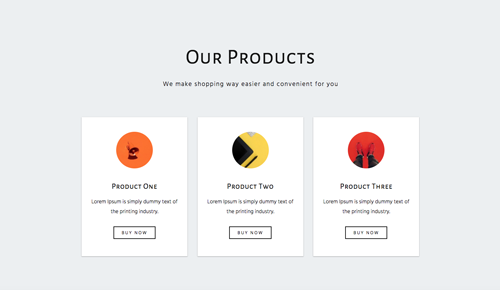 Our Products
We make shopping way easier and convenient for you
Product One
Lorem Ipsum is simply dummy text of
the printing industry.
BUY NOW
Product Two
Lorem Ipsum is simply dummy text of
the printing industry.
BUY NOW
Product Three
Lorem Ipsum is simply dummy text of
the printing industry.
BUY NOW